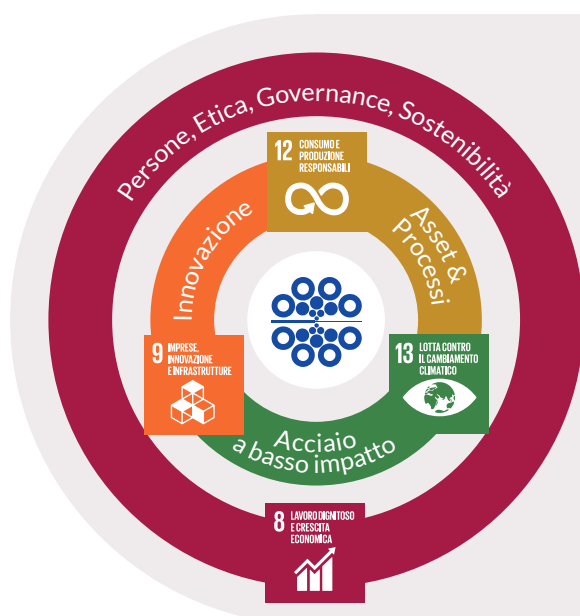 Persone, Etica, Governance, Sostenibilità
12 CONSUMO E
PRODUZIONE
RESPONSABILI
Innovazione
Asset &
Processi
9 IMPRESE,
INNOVAZIONE
E INFRASTRUTTURE
13 LOTTA CONTRO
IL CAMBIAMENTO
CLIMATICO
Acciaio
a basso impatto
8 LAVORO DIGNITOSO
E CRESCITA
ECONOMICA